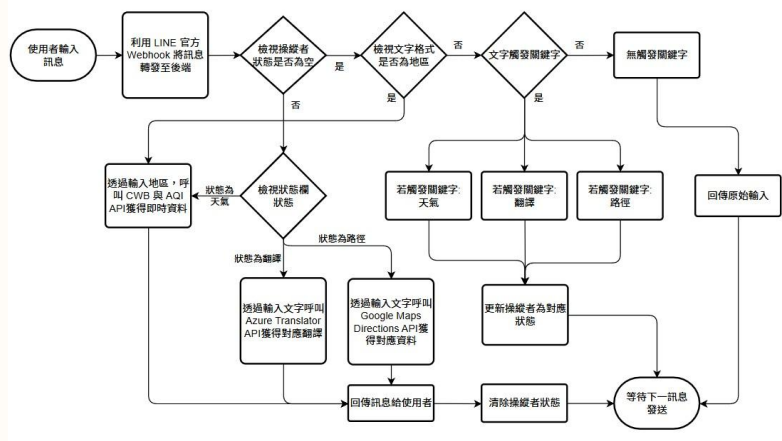 使用者輸入
訊息
利用 LINE 官方
Webhook 將訊息
轉發至後端
檢視操縱者
狀態是否為空
是
檢視文字格式
是否為地區
否
文字觸發關鍵字
否
無觸發關鍵字
否
是
是
透過輸入地區，呼
叫 CWB 與 AQI
API獲得即時資料
狀態為
天氣
檢視狀態欄
狀態
若觸發關鍵字:
天氣
若觸發關鍵字:
翻譯
若觸發關鍵字:
路徑
回傳原始輸入
狀態為翻譯
狀態為路徑
透過輸入文字呼叫
Azure Translator
API獲得對應翻譯
透過輸入文字呼叫
Google Maps
Directions API獲
得對應資料
更新操縱者為對應
狀態
回傳訊息給使用者
清除操縱者狀態
等待下一訊息
發送